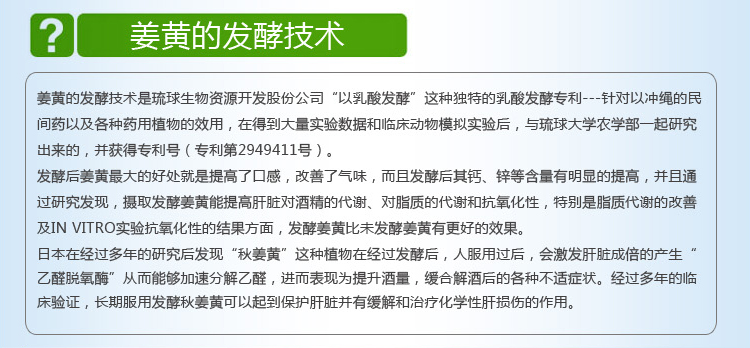 ?
姜黄的发酵技术
姜黄的发酵技术是琉球生物资源开发股份公司“以乳酸发酵”这种独特的乳酸发酵专利---针对以冲绳的民
间药以及各种药用植物的效用，在得到大量实验数据和临床动物模拟实验后，与琉球大学农学部一起研究
出来的，并获得专利号（专利第2949411号）。
发酵后姜黄最大的好处就是提高了口感，改善了气味，而且发酵后其钙、锌等含量有明显的提高，并且通
过研究发现，摄取发酵姜黄能提高肝脏对酒精的代谢、对脂质的代谢和抗氧化性，特别是脂质代谢的改善
及IN VITRO实验抗氧化性的结果方面，发酵姜黄比未发酵姜黄有更好的效果。
日本在经过多年的研究后发现“秋姜黄”这种植物在经过发酵后，人服用过后，会激发肝脏成倍的产生“
乙醛脱氧酶”从而能够加速分解乙醛，进而表现为提升酒量，缓合解酒后的各种不适症状。经过多年的临
床验证，长期服用发酵秋姜黄可以起到保护肝脏并有缓解和治疗化学性肝损伤的作用。